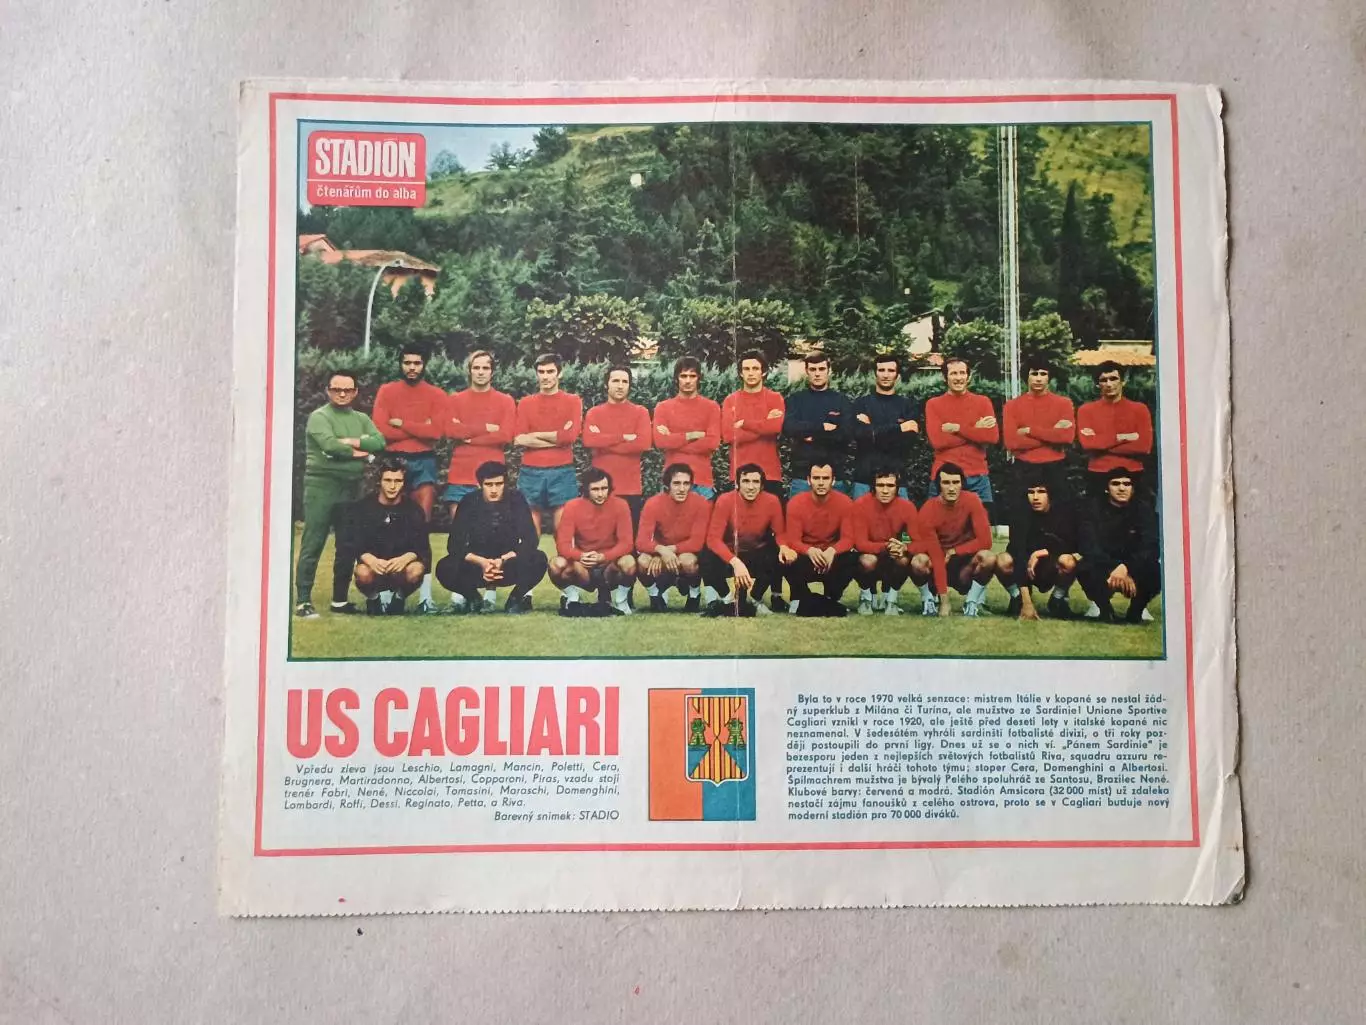 STADIÓN
čtenářům do alba
US CAGLIARI
Vpředu zleva jsou Leschio, Lamagni, Mancin, Poletti, Cera,
Brugnera, Martiradonno, Albertosi, Copparoni, Piras, vzadu stojí
trenér Fabri, Nené, Niccolai, Tomasini, Maraschi, Domenghini,
Lombardi, Roffi, Dessi, Reginato, Petta, a Riva.
Barevný snímek: STADIO
Byla to v roce 1970 velká senzace: mistrem Itálie v kopané se nestal žád-
ný superklub z Milána či Turína, ale mužstvo ze Sardinie! Unione Sportive
Cagliari vznikl v roce 1920, ale ještě před deseti lety v italské kopané nic
neznamenal. V šedesátém vyhráli sardinští fotbalisté divizi, o tři roky poz-
ději postoupili do první ligy. Dnes už se o nich ví. „Pánem Sardinie" je
bezesporu jeden z nejlepších světových fotbalistů Riva, squadru azzuru re-
prezentují i další hráči tohoto týmu; stoper Cera, Domenghini a Albertosi.
Špílmachrem mužstva je bývalý Pelého spoluhráč ze Santosu, Brazilec Nené.
Klubové barvy: červená a modrá. Stadión Amsicora (32 000 míst) už zdaleka
nestačí zájmu fanoušků z celého ostrova, proto se v Cagliari buduje nový
moderní stadión pro 70 000 diváků.